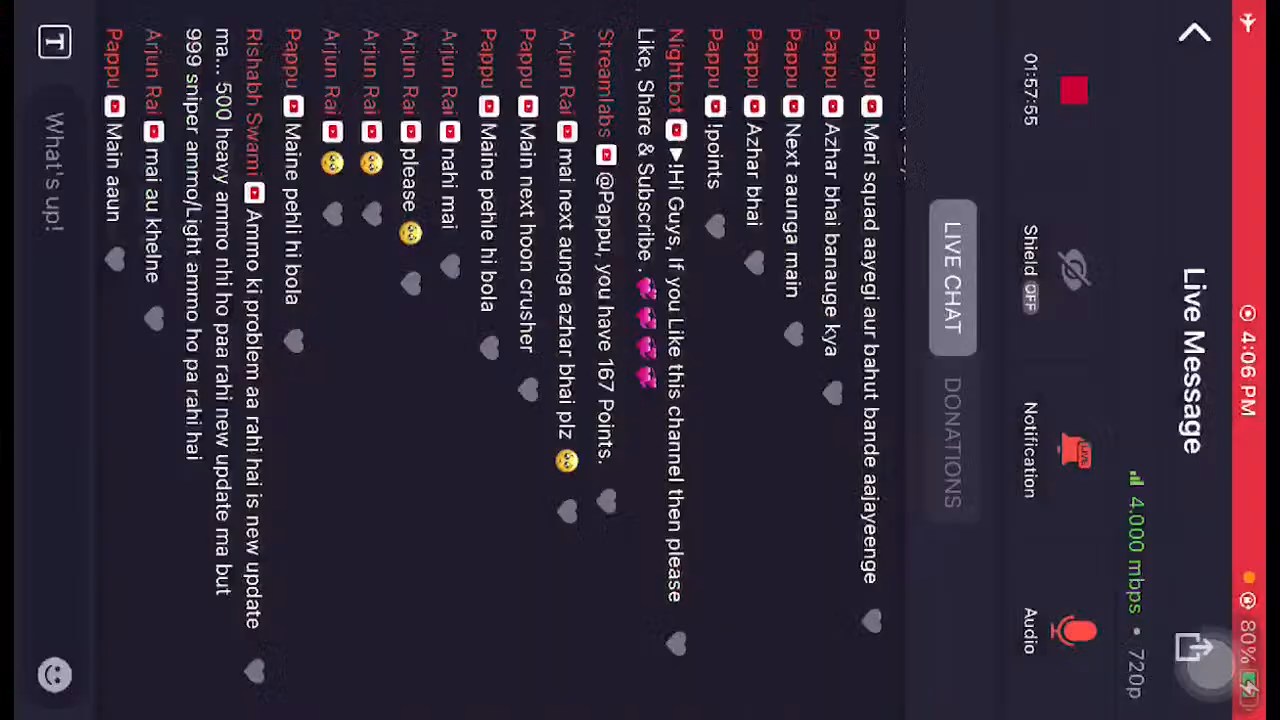 4:06 PM
80%
Live Message
4.000 mbps • 720p
01:57:55
Shield OFF
LIVE
Notification
Audio
LIVE CHAT
DONATIONS
Pappu Meri squad aayegi aur bahut bande aajayeenge
Pappu Azhar bhai banauge kya
Pappu Next aaunga main
Pappu Azhar bhai
Pappu !points
Nightbot ▶!Hi Guys, If you Like this channel then please
Like, Share & Subscribe . 💞 💞 💞 💞
Streamlabs @Pappu, you have 167 Points.
Arjun Rai mai next aunga azhar bhai plz 🥺
Pappu Main next hoon crusher
Pappu Maine pehle hi bola
Arjun Rai nahi mai
Arjun Rai please 🥺
Arjun Rai 🥺
Arjun Rai 🥺
Pappu Maine pehli hi bola
Rishabh Swami Ammo ki problem aa rahi hai is new update
ma... 500 heavy ammo nhi ho paa rahi new update ma but
999 sniper ammo/Light ammo ho pa rahi hai
Arjun Rai mai au khelne
Pappu Main aaun
T
What's up!